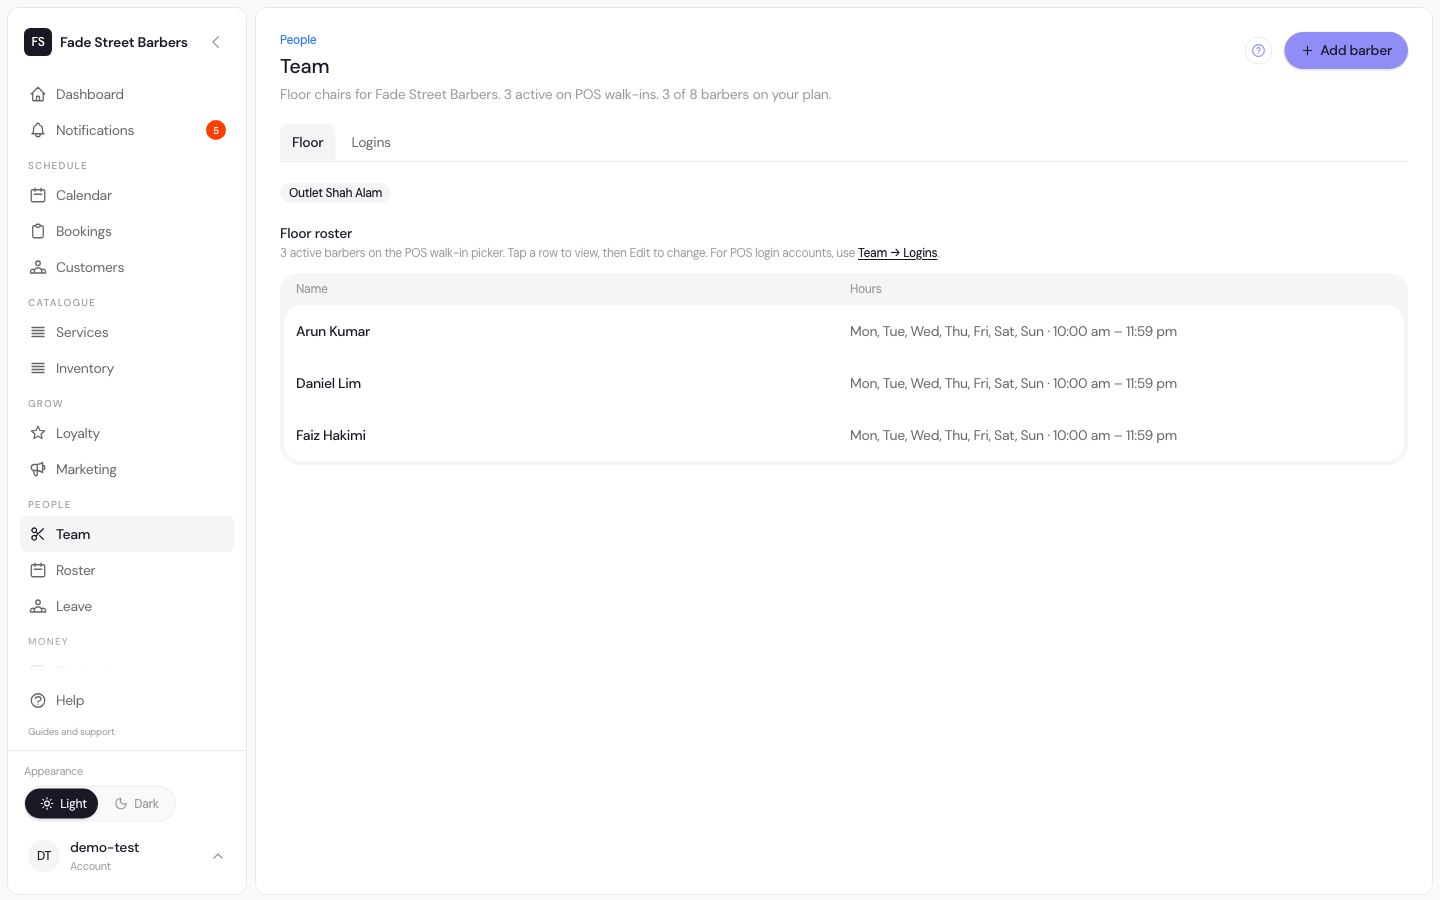 FS Fade Street Barbers
Dashboard
Notifications 5
SCHEDULE
Calendar
Bookings
Customers
CATALOGUE
Services
Inventory
GROW
Loyalty
Marketing
PEOPLE
Team
Roster
Leave
MONEY
Help
Guides and support
Appearance
Light Dark
DT demo-test
Account
People
Team
Floor chairs for Fade Street Barbers. 3 active on POS walk-ins. 3 of 8 barbers on your plan.
+ Add barber
Floor Logins
Outlet Shah Alam
Floor roster
3 active barbers on the POS walk-in picker. Tap a row to view, then Edit to change. For POS login accounts, use Team → Logins.
Name Hours
Arun Kumar Mon, Tue, Wed, Thu, Fri, Sat, Sun · 10:00 am – 11:59 pm
Daniel Lim Mon, Tue, Wed, Thu, Fri, Sat, Sun · 10:00 am – 11:59 pm
Faiz Hakimi Mon, Tue, Wed, Thu, Fri, Sat, Sun · 10:00 am – 11:59 pm